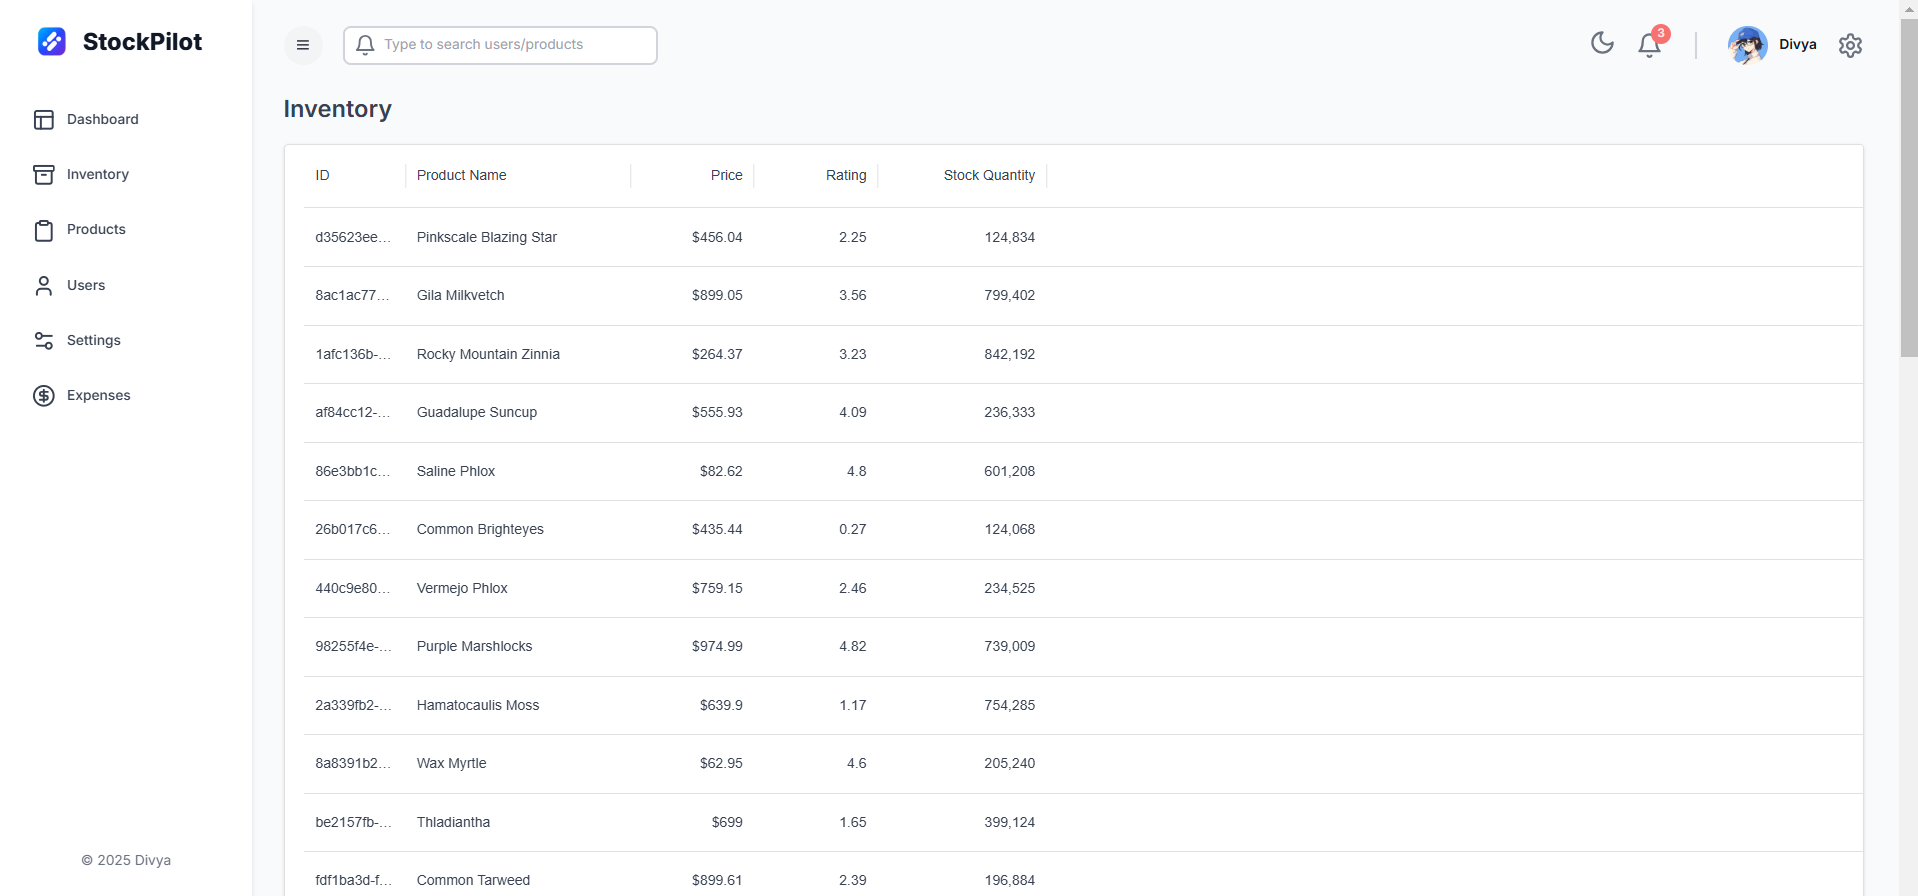 StockPilot
Type to search users/products
3
Divya
Dashboard
Inventory
Products
Users
Settings
Expenses
© 2025 Divya
Inventory
ID Product Name Price Rating Stock Quantity
d35623ee... Pinkscale Blazing Star $456.04 2.25 124,834
8ac1ac77... Gila Milkvetch $899.05 3.56 799,402
1afc136b-... Rocky Mountain Zinnia $264.37 3.23 842,192
af84cc12-... Guadalupe Suncup $555.93 4.09 236,333
86e3bb1c... Saline Phlox $82.62 4.8 601,208
26b017c6... Common Brighteyes $435.44 0.27 124,068
440c9e80... Vermejo Phlox $759.15 2.46 234,525
98255f4e-... Purple Marshlocks $974.99 4.82 739,009
2a339fb2-... Hamatocaulis Moss $639.9 1.17 754,285
8a8391b2... Wax Myrtle $62.95 4.6 205,240
be2157fb-... Thladiantha $699 1.65 399,124
fdf1ba3d-f... Common Tarweed $899.61 2.39 196,884